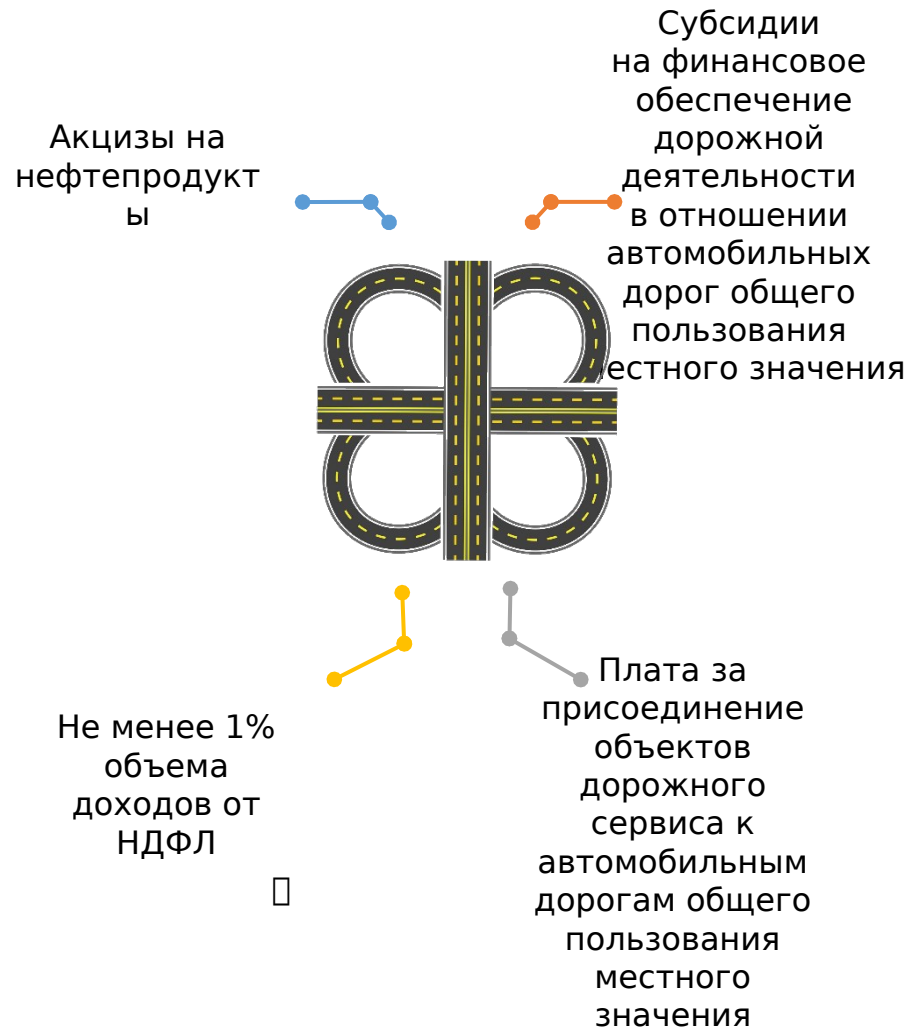 Акцизы на
нефтепродукт
ы
Субсидии
на финансовое
обеспечение
дорожной
деятельности
в отношении
автомобильных
дорог общего
пользования
естного значения
Не менее 1%
объема
доходов от
НДФЛ
Плата за
присоединение
объектов
дорожного
сервиса к
автомобильным
дорогам общего
пользования
местного
значения